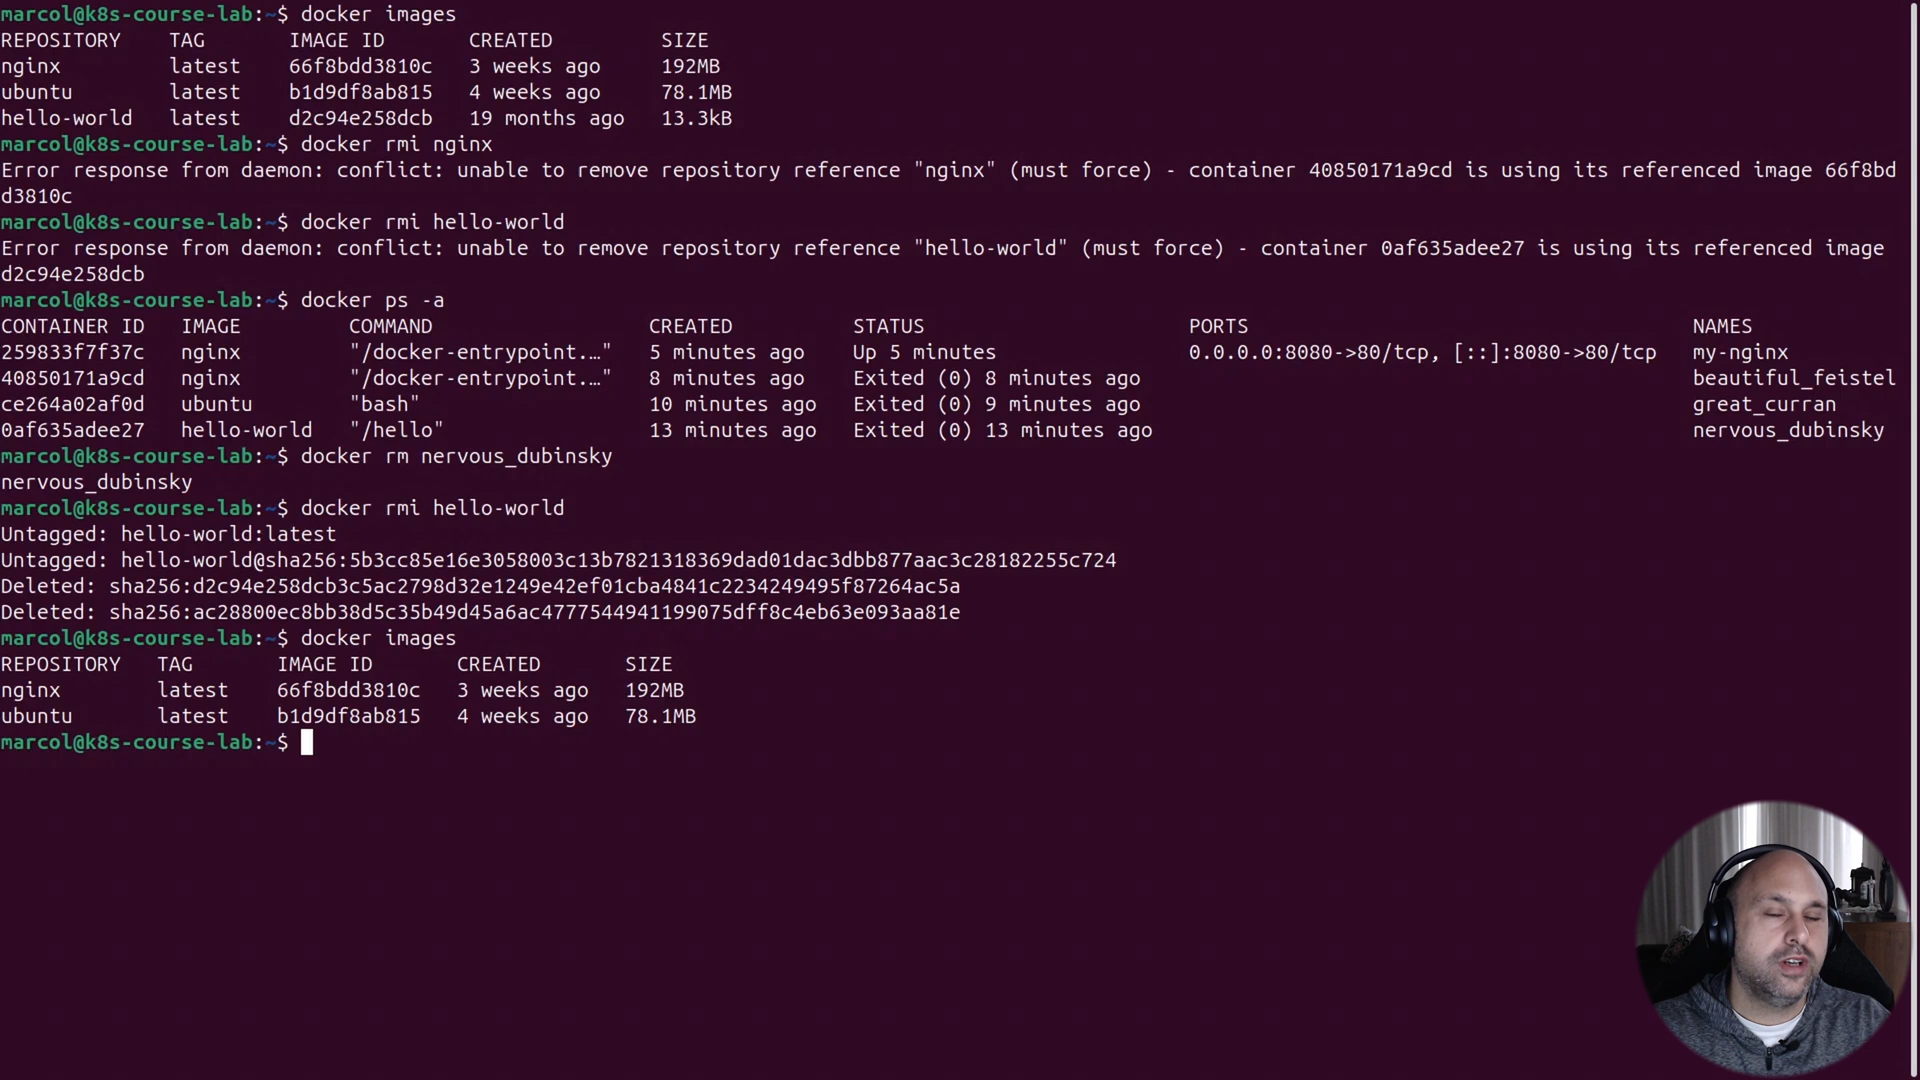 marcol@k8s-course-lab:~$ docker images
REPOSITORY    TAG       IMAGE ID       CREATED         SIZE
nginx         latest    66f8bdd3810c   3 weeks ago     192MB
ubuntu        latest    b1d9df8ab815   4 weeks ago     78.1MB
hello-world   latest    d2c94e258dcb   19 months ago   13.3kB
marcol@k8s-course-lab:~$ docker rmi nginx
Error response from daemon: conflict: unable to remove repository reference "nginx" (must force) - container 40850171a9cd is using its referenced image 66f8bd
d3810c
marcol@k8s-course-lab:~$ docker rmi hello-world
Error response from daemon: conflict: unable to remove repository reference "hello-world" (must force) - container 0af635adee27 is using its referenced image
d2c94e258dcb
marcol@k8s-course-lab:~$ docker ps -a
CONTAINER ID   IMAGE         COMMAND                  CREATED          STATUS                      PORTS                                     NAMES
259833f7f37c   nginx         "/docker-entrypoint.…"   5 minutes ago    Up 5 minutes                0.0.0.0:8080->80/tcp, [::]:8080->80/tcp   my-nginx
40850171a9cd   nginx         "/docker-entrypoint.…"   8 minutes ago    Exited (0) 8 minutes ago                                              beautiful_feistel
ce264a02af0d   ubuntu        "bash"                   10 minutes ago   Exited (0) 9 minutes ago                                              great_curran
0af635adee27   hello-world   "/hello"                 13 minutes ago   Exited (0) 13 minutes ago                                             nervous_dubinsky
marcol@k8s-course-lab:~$ docker rm nervous_dubinsky
nervous_dubinsky
marcol@k8s-course-lab:~$ docker rmi hello-world
Untagged: hello-world:latest
Untagged: hello-world@sha256:5b3cc85e16e3058003c13b7821318369dad01dac3dbb877aac3c28182255c724
Deleted: sha256:d2c94e258dcb3c5ac2798d32e1249e42ef01cba4841c2234249495f87264ac5a
Deleted: sha256:ac28800ec8bb38d5c35b49d45a6ac4777544941199075dff8c4eb63e093aa81e
marcol@k8s-course-lab:~$ docker images
REPOSITORY   TAG       IMAGE ID       CREATED       SIZE
nginx        latest    66f8bdd3810c   3 weeks ago   192MB
ubuntu       latest    b1d9df8ab815   4 weeks ago   78.1MB
marcol@k8s-course-lab:~$